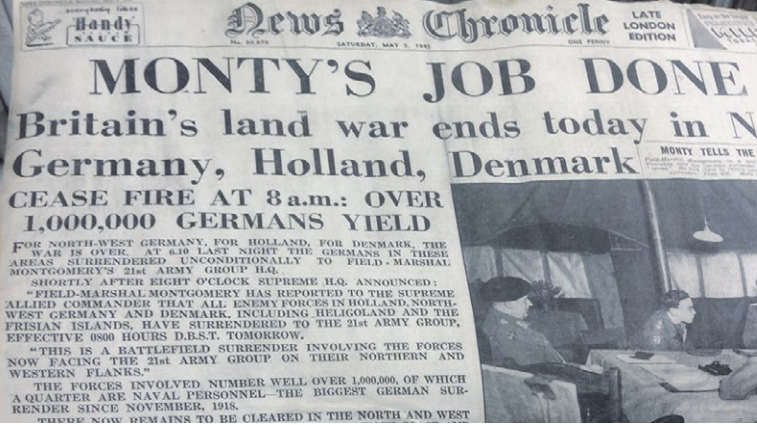 everybody likes
Handy
SAUCE
News Chronicle
LATE
LONDON
EDITION
SATURDAY, MAY 5, 1945
ONE PENNY
MONTY'S JOB DONE
Britain's land war ends today in N
Germany, Holland, Denmark
MONTY TELLS THE
CEASE FIRE AT 8 a.m.: OVER
1,000,000 GERMANS YIELD
FOR NORTH-WEST GERMANY, FOR HOLLAND, FOR DENMARK, THE
WAR IS OVER. AT 6.10 LAST NIGHT THE GERMANS IN THESE
AREAS SURRENDERED UNCONDITIONALLY TO FIELD-MARSHAL
MONTGOMERY'S 21st ARMY GROUP H.Q.
SHORTLY AFTER EIGHT O'CLOCK SUPREME H.Q. ANNOUNCED:
"FIELD-MARSHAL MONTGOMERY HAS REPORTED TO THE SUPREME
ALLIED COMMANDER THAT ALL ENEMY FORCES IN HOLLAND, NORTH-
WEST GERMANY AND DENMARK, INCLUDING HELIGOLAND AND THE
FRISIAN ISLANDS, HAVE SURRENDERED TO THE 21st ARMY GROUP,
EFFECTIVE 0800 HOURS D.B.S.T. TOMORROW.
"THIS IS A BATTLEFIELD SURRENDER INVOLVING THE FORCES
NOW FACING THE 21st ARMY GROUP ON THEIR NORTHERN AND
WESTERN FLANKS."
THE FORCES INVOLVED NUMBER WELL OVER 1,000,000, OF WHICH
A QUARTER ARE NAVAL PERSONNEL—THE BIGGEST GERMAN SUR-
RENDER SINCE NOVEMBER, 1918.
THERE NOW REMAINS TO BE CLEARED IN THE NORTH AND WEST